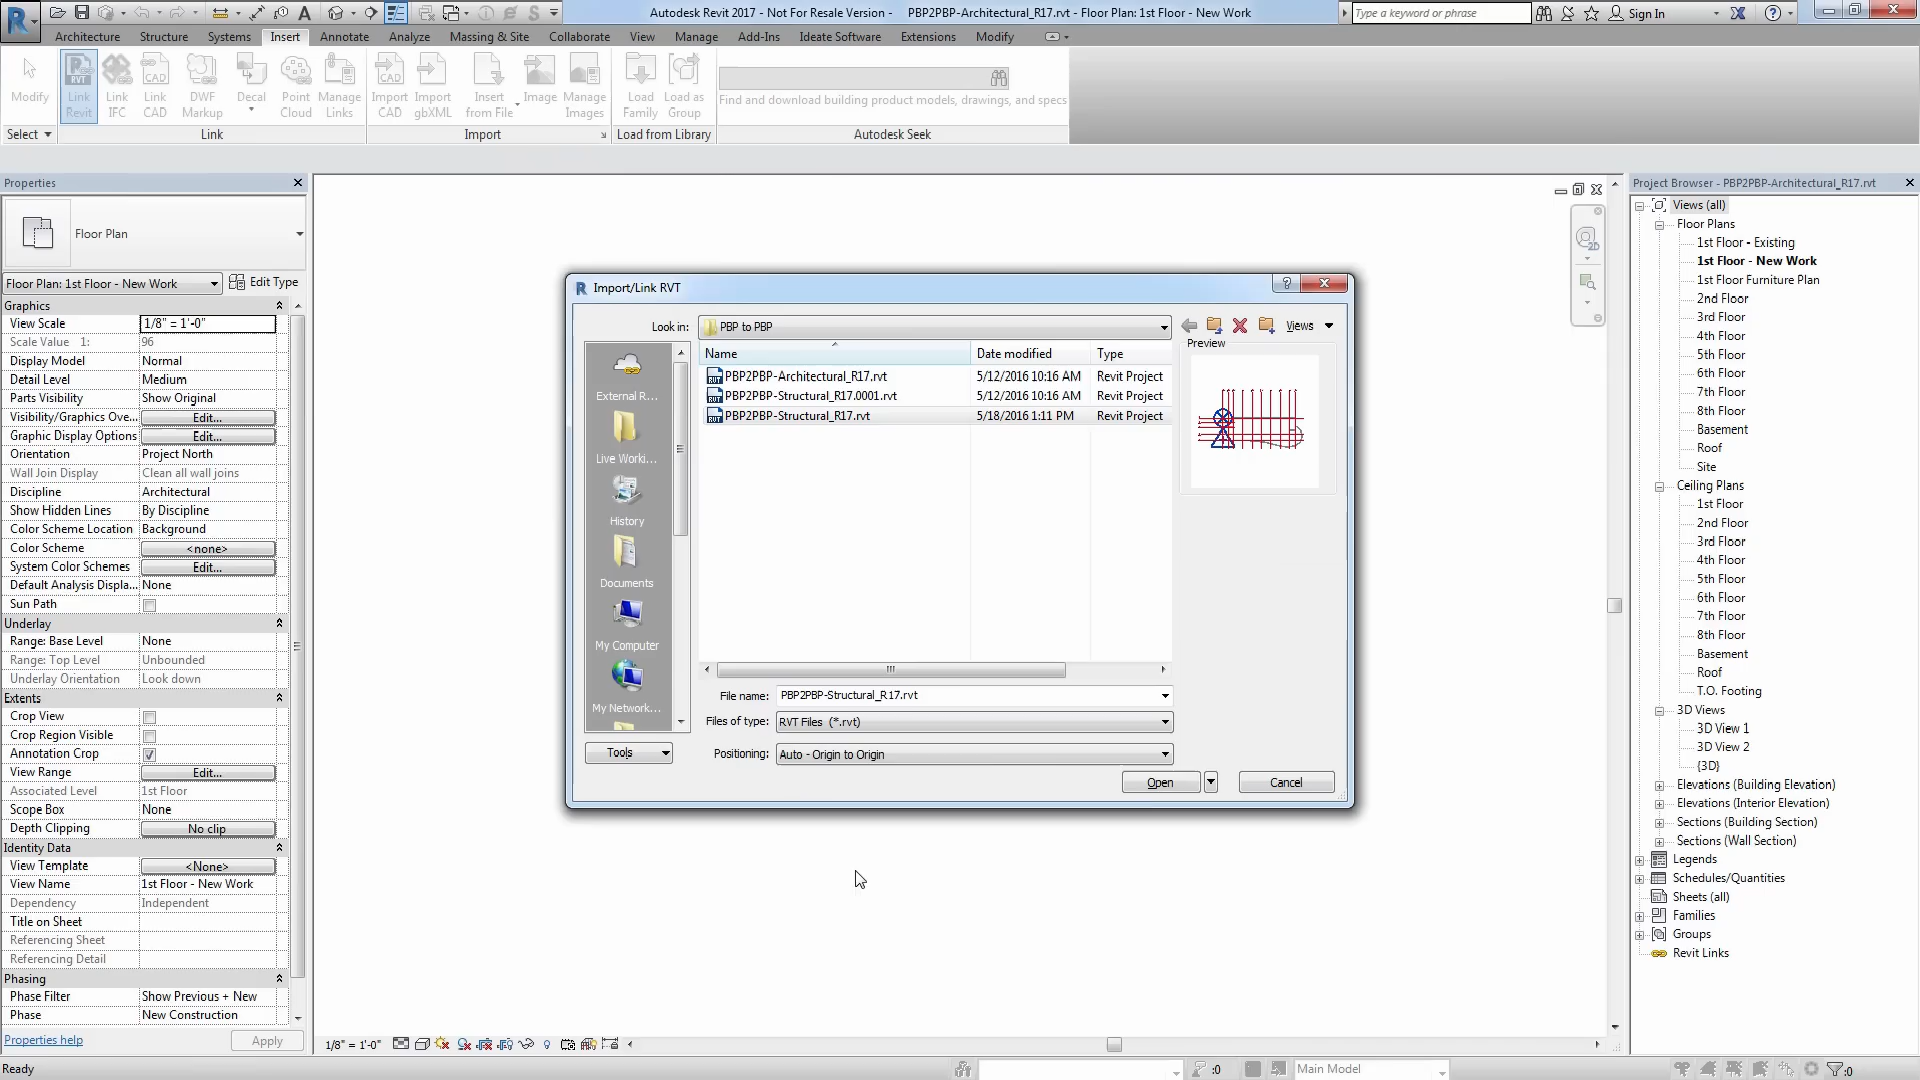 Autodesk Revit 2017 - Not For Resale Version - PBP2PBP-Architectural_R17.rvt - Floor Plan: 1st Floor - New Work
Type a keyword or phrase
Sign In
Architecture Structure Systems Insert Annotate Analyze Massing & Site Collaborate View Manage Add-Ins Ideate Software Extensions Modify
Modify
Link Revit
Link IFC
Link CAD
DWF Markup
Decal
Point Cloud
Manage Links
Import CAD
Import gbXML
Insert from File
Image
Manage Images
Load Family
Load as Group
Find and download building product models, drawings, and specs
Select Link Import Load from Library Autodesk Seek
Properties
Floor Plan
Floor Plan: 1st Floor - New Work Edit Type
Graphics
View Scale 1/8" = 1'-0"
Scale Value 1: 96
Display Model Normal
Detail Level Medium
Parts Visibility Show Original
Visibility/Graphics Ove... Edit...
Graphic Display Options Edit...
Orientation Project North
Wall Join Display Clean all wall joins
Discipline Architectural
Show Hidden Lines By Discipline
Color Scheme Location Background
Color Scheme <none>
System Color Schemes Edit...
Default Analysis Displa... None
Sun Path
Underlay
Range: Base Level None
Range: Top Level Unbounded
Underlay Orientation Look down
Extents
Crop View
Crop Region Visible
Annotation Crop
View Range Edit...
Associated Level 1st Floor
Scope Box None
Depth Clipping No clip
Identity Data
View Template <None>
View Name 1st Floor - New Work
Dependency Independent
Title on Sheet
Referencing Sheet
Referencing Detail
Phasing
Phase Filter Show Previous + New
Phase New Construction
Properties help Apply
Import/Link RVT
Look in: PBP to PBP Views
Name Date modified Type
PBP2PBP-Architectural_R17.rvt 5/12/2016 10:16 AM Revit Project
PBP2PBP-Structural_R17.0001.rvt 5/12/2016 10:16 AM Revit Project
PBP2PBP-Structural_R17.rvt 5/18/2016 1:11 PM Revit Project
Preview
External R...
Live Worki...
History
Documents
My Computer
My Network...
File name: PBP2PBP-Structural_R17.rvt
Files of type: RVT Files (*.rvt)
Tools
Positioning: Auto - Origin to Origin
Open Cancel
2D
Project Browser - PBP2PBP-Architectural_R17.rvt
Views (all)
Floor Plans
1st Floor - Existing
1st Floor - New Work
1st Floor Furniture Plan
2nd Floor
3rd Floor
4th Floor
5th Floor
6th Floor
7th Floor
8th Floor
Basement
Roof
Site
Ceiling Plans
1st Floor
2nd Floor
3rd Floor
4th Floor
5th Floor
6th Floor
7th Floor
8th Floor
Basement
Roof
T.O. Footing
3D Views
3D View 1
3D View 2
{3D}
Elevations (Building Elevation)
Elevations (Interior Elevation)
Sections (Building Section)
Sections (Wall Section)
Legends
Schedules/Quantities
Sheets (all)
Families
Groups
Revit Links
1/8" = 1'-0"
Ready
:0
Main Model
:0